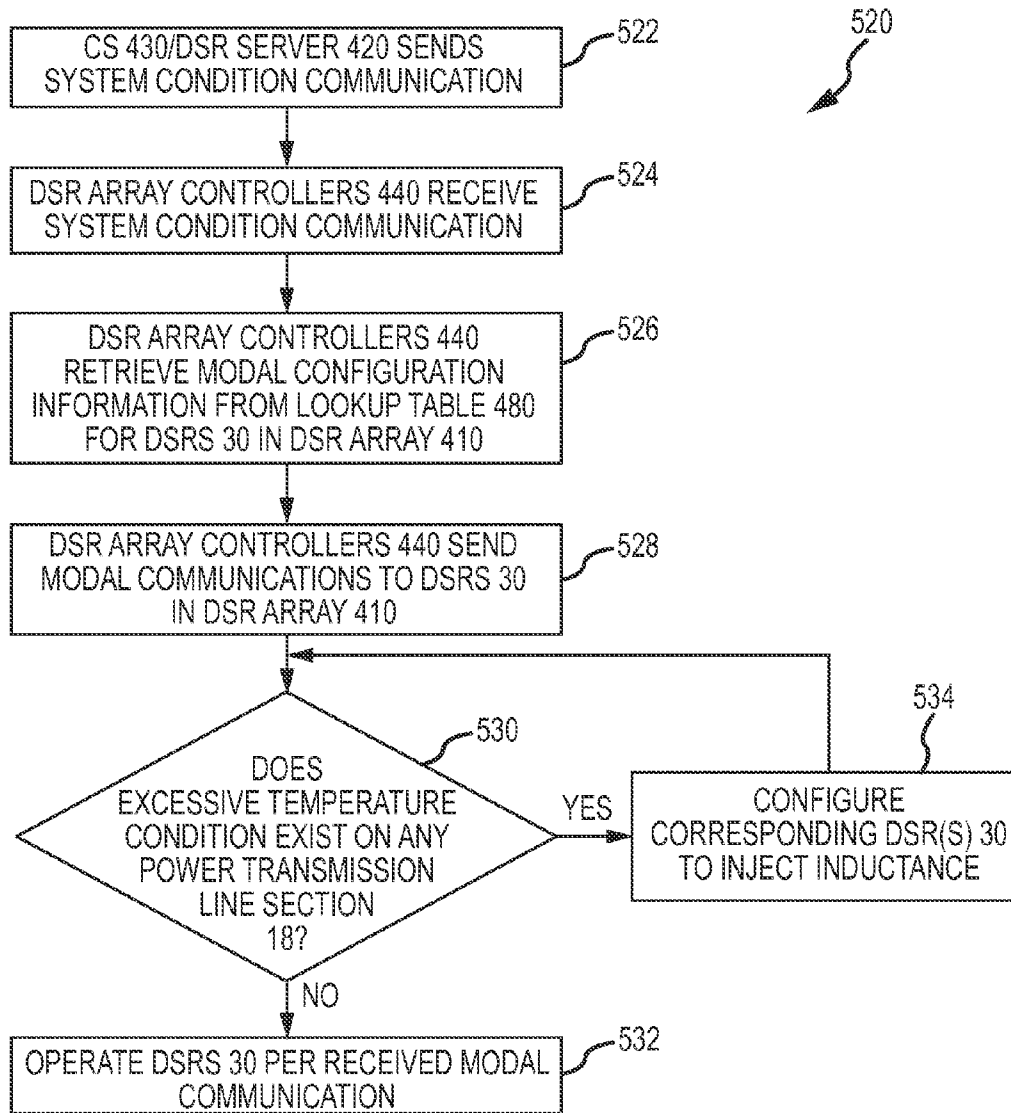 520
CS 430/DSR SERVER 420 SENDS
SYSTEM CONDITION COMMUNICATION
522
DSR ARRAY CONTROLLERS 440 RECEIVE
SYSTEM CONDITION COMMUNICATION
524
DSR ARRAY CONTROLLERS 440
RETRIEVE MODAL CONFIGURATION
INFORMATION FROM LOOKUP TABLE 480
FOR DSRS 30 IN DSR ARRAY 410
526
DSR ARRAY CONTROLLERS 440 SEND
MODAL COMMUNICATIONS TO DSRS 30
IN DSR ARRAY 410
528
DOES
EXCESSIVE TEMPERATURE
CONDITION EXIST ON ANY
POWER TRANSMISSION
LINE SECTION
18?
530
YES
CONFIGURE
CORRESPONDING DSR(S) 30
TO INJECT INDUCTANCE
534
NO
OPERATE DSRS 30 PER RECEIVED MODAL
COMMUNICATION
532